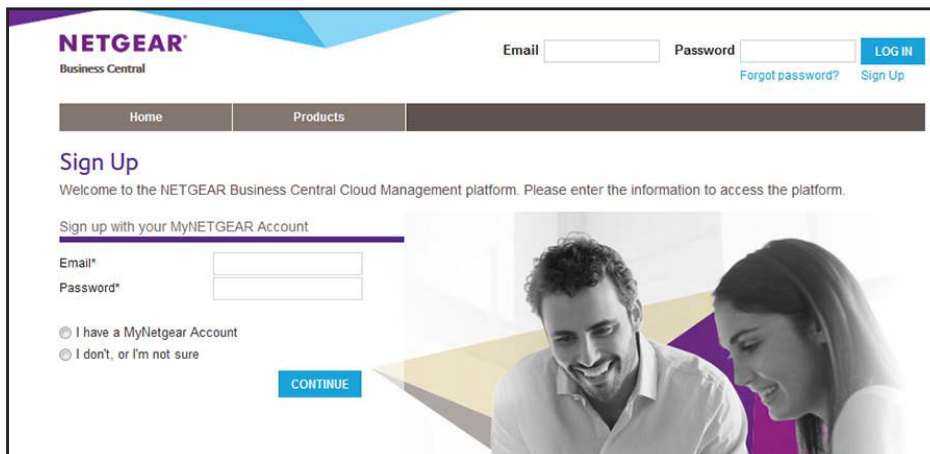 NETGEAR®
Business Central
Email
Password
LOG IN
Forgot password?
Sign Up
Home
Products
Sign Up
Welcome to the NETGEAR Business Central Cloud Management platform. Please enter the information to access the platform.
Sign up with your MyNETGEAR Account
Email*
Password*
I have a MyNetgear Account
I don't, or I'm not sure
CONTINUE